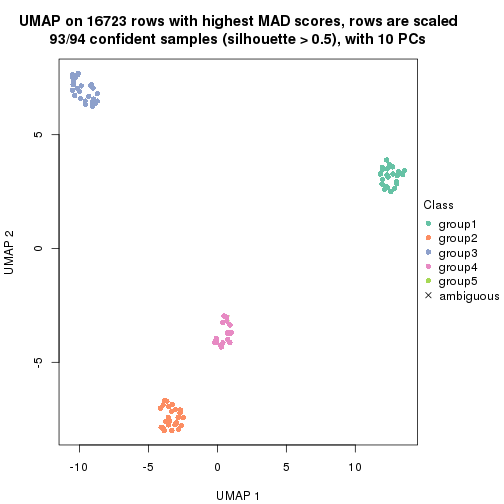 UMAP on 16723 rows with highest MAD scores, rows are scaled
93/94 confident samples (silhouette > 0.5), with 10 PCs
5
0
-5
UMAP 2
-10
-5
0
5
10
UMAP 1
Class
group1
group2
group3
group4
group5
ambiguous